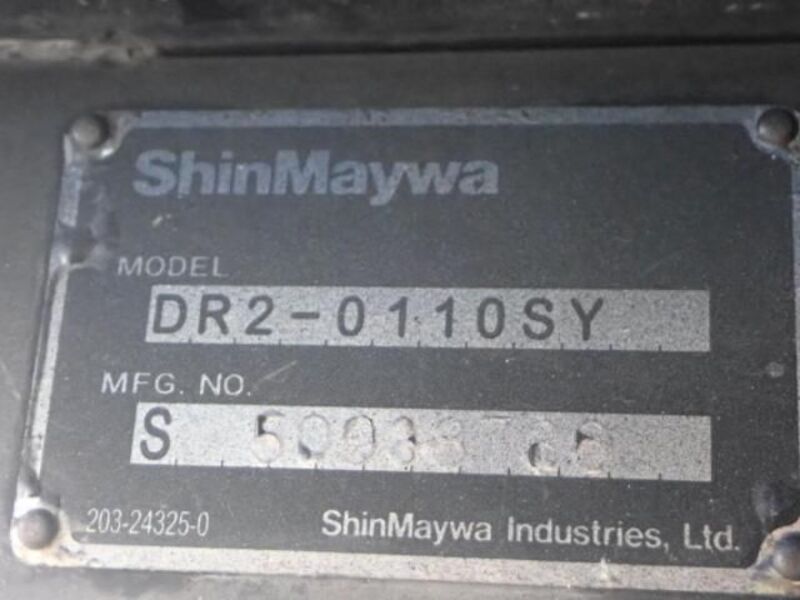 ShinMaywa
MODEL
DR2-0110SY
MFG. NO.
S
203-24325-0
ShinMaywa Industries, Ltd.